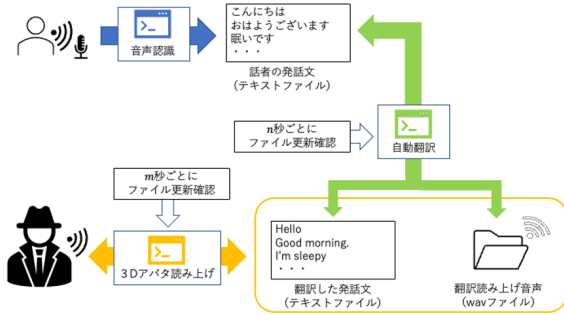 こんにちは
おはようございます
眠いです
・・・
音声認識
話者の発話文
(テキストファイル)
n秒ごとに
ファイル更新確認
自動翻訳
m秒ごとに
ファイル更新確認
Hello
Good morning.
I'm sleepy
・・・
３Dアバタ読み上げ
翻訳した発話文
(テキストファイル)
翻訳読み上げ音声
(wavファイル)